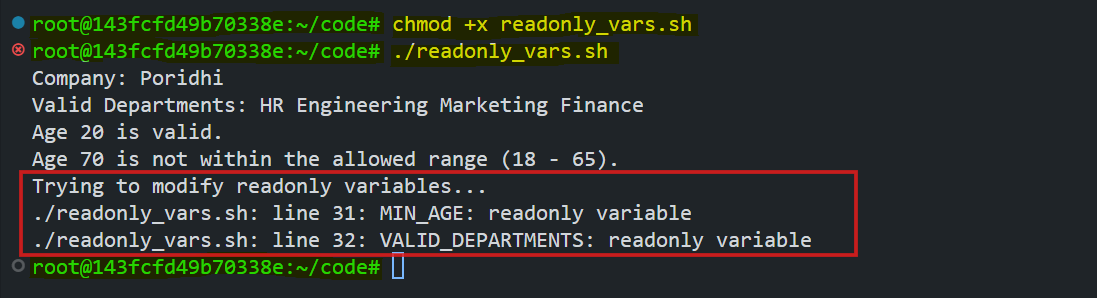 root@143fcfd49b70338e:~/code# chmod +x readonly_vars.sh
root@143fcfd49b70338e:~/code# ./readonly_vars.sh
Company: Poridhi
Valid Departments: HR Engineering Marketing Finance
Age 20 is valid.
Age 70 is not within the allowed range (18 - 65).
Trying to modify readonly variables...
./readonly_vars.sh: line 31: MIN_AGE: readonly variable
./readonly_vars.sh: line 32: VALID_DEPARTMENTS: readonly variable
root@143fcfd49b70338e:~/code#